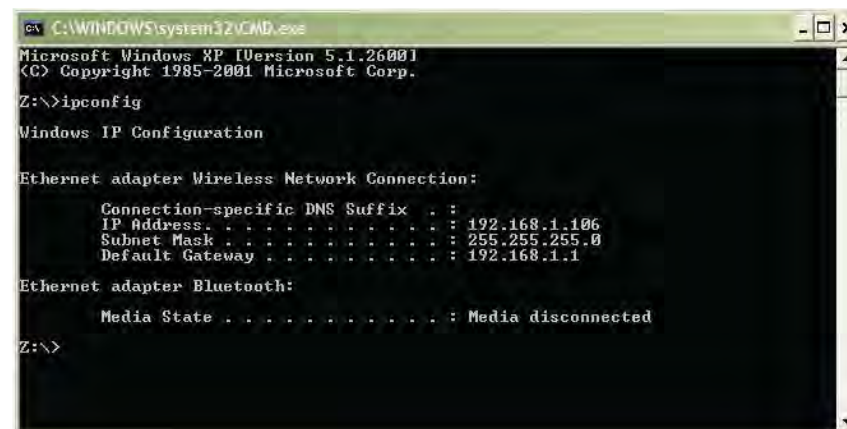 C:\WINDOWS\system32\CMD.exe
Microsoft Windows XP [Version 5.1.2600]
(C) Copyright 1985-2001 Microsoft Corp.
Z:\>ipconfig
Windows IP Configuration
Ethernet adapter Wireless Network Connection:
Connection-specific DNS Suffix . :
IP Address. . . . . . . . . . . . : 192.168.1.106
Subnet Mask . . . . . . . . . . . : 255.255.255.0
Default Gateway . . . . . . . . . : 192.168.1.1
Ethernet adapter Bluetooth:
Media State . . . . . . . . . . . : Media disconnected
Z:\>